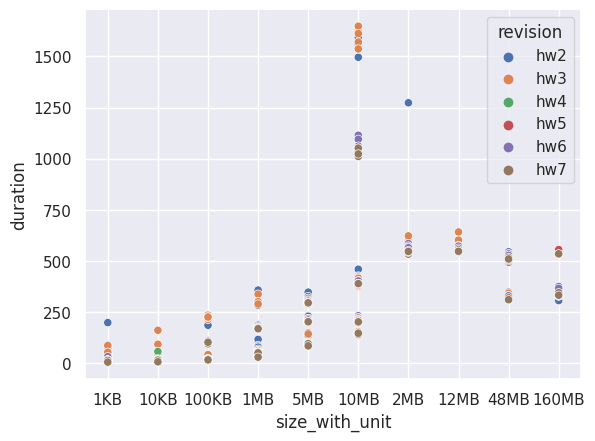 1500
1250
1000
750
500
250
0
duration
1KB 10KB 100KB 1MB 5MB 10MB 2MB 12MB 48MB 160MB
size_with_unit
revision
hw2
hw3
hw4
hw5
hw6
hw7